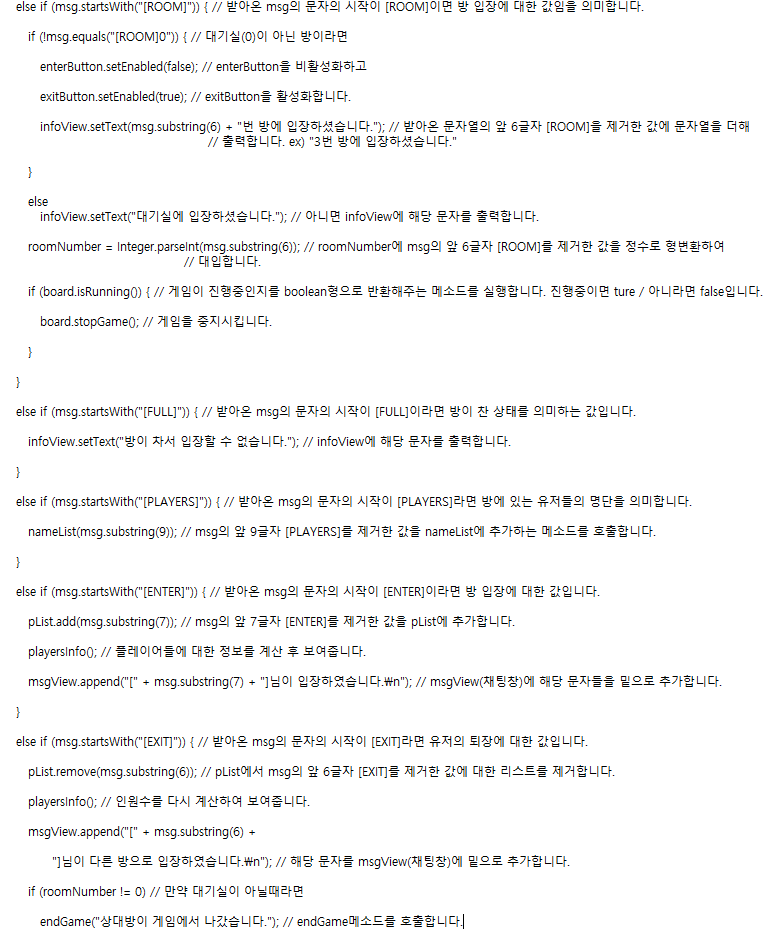 else if (msg.startsWith("[ROOM]")) { // 받아온 msg의 문자의 시작이 [ROOM]이면 방 입장에 대한 값임을 의미합니다.
if (!msg.equals("[ROOM]0")) { // 대기실(0)이 아닌 방이라면
enterButton.setEnabled(false); // enterButton을 비활성화하고
exitButton.setEnabled(true); // exitButton을 활성화합니다.
infoView.setText(msg.substring(6) + "번 방에 입장하셨습니다."); // 받아온 문자열의 앞 6글자 [ROOM]을 제거한 값에 문자열을 더해
// 출력합니다. ex) "3번 방에 입장하셨습니다."
}
else
infoView.setText("대기실에 입장하셨습니다."); // 아니면 infoView에 해당 문자를 출력합니다.
roomNumber = Integer.parseInt(msg.substring(6)); // roomNumber에 msg의 앞 6글자 [ROOM]를 제거한 값을 정수로 형변환하여
// 대입합니다.
if (board.isRunning()) { // 게임이 진행중인지를 boolean형으로 반환해주는 메소드를 실행합니다. 진행중이면 ture / 아니라면 false입니다.
board.stopGame(); // 게임을 중지시킵니다.
}
}
else if (msg.startsWith("[FULL]")) { // 받아온 msg의 문자의 시작이 [FULL]이라면 방이 찬 상태를 의미하는 값입니다.
infoView.setText("방이 차서 입장할 수 없습니다."); // infoView에 해당 문자를 출력합니다.
}
else if (msg.startsWith("[PLAYERS]")) { // 받아온 msg의 문자의 시작이 [PLAYERS]라면 방에 있는 유저들의 명단을 의미합니다.
nameList(msg.substring(9)); // msg의 앞 9글자 [PLAYERS]를 제거한 값을 nameList에 추가하는 메소드를 호출합니다.
}
else if (msg.startsWith("[ENTER]")) { // 받아온 msg의 문자의 시작이 [ENTER]이라면 방 입장에 대한 값입니다.
pList.add(msg.substring(7)); // msg의 앞 7글자 [ENTER]를 제거한 값을 pList에 추가합니다.
playersInfo(); // 플레이어들에 대한 정보를 계산 후 보여줍니다.
msgView.append("[" + msg.substring(7) + "]님이 입장하였습니다.₩n"); // msgView(채팅창)에 해당 문자들을 밑으로 추가합니다.
}
else if (msg.startsWith("[EXIT]")) { // 받아온 msg의 문자의 시작이 [EXIT]라면 유저의 퇴장에 대한 값입니다.
pList.remove(msg.substring(6)); // pList에서 msg의 앞 6글자 [EXIT]를 제거한 값에 대한 리스트를 제거합니다.
playersInfo(); // 인원수를 다시 계산하여 보여줍니다.
msgView.append("[" + msg.substring(6) +
"]님이 다른 방으로 입장하였습니다.₩n"); // 해당 문자를 msgView(채팅창)에 밑으로 추가합니다.
if (roomNumber != 0) // 만약 대기실이 아닐때라면
endGame("상대방이 게임에서 나갔습니다."); // endGame메소드를 호출합니다.